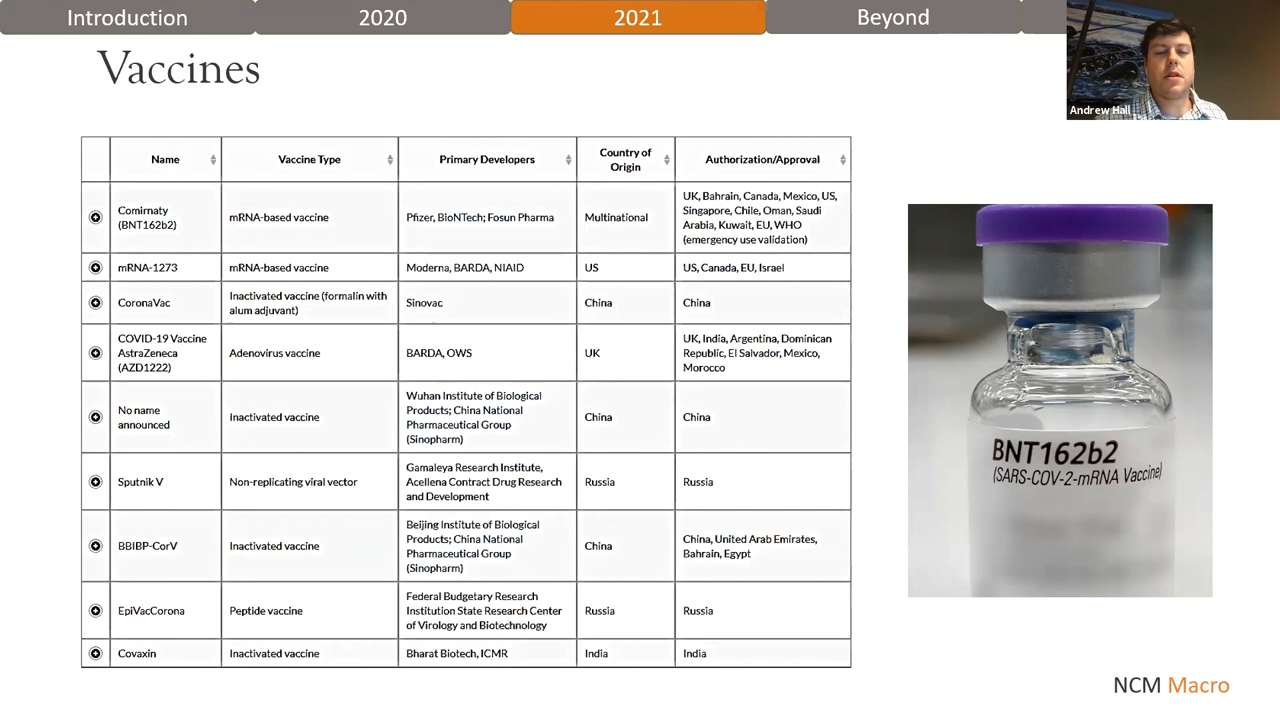 Introduction
2020
2021
Beyond
Andrew Hall
Vaccines
Name
Vaccine Type
Primary Developers
Country of
Origin
Authorization/Approval
Comirnaty
(BNT162b2)
mRNA-based vaccine
Pfizer, BioNTech; Fosun Pharma
Multinational
UK, Bahrain, Canada, Mexico, US,
Singapore, Chile, Oman, Saudi
Arabia, Kuwait, EU, WHO
(emergency use validation)
mRNA-1273
mRNA-based vaccine
Moderna, BARDA, NIAID
US
US, Canada, EU, Israel
CoronaVac
Inactivated vaccine (formalin with
alum adjuvant)
Sinovac
China
China
COVID-19 Vaccine
AstraZeneca
(AZD1222)
Adenovirus vaccine
BARDA, OWS
UK
UK, India, Argentina, Dominican
Republic, El Salvador, Mexico,
Morocco
No name
announced
Inactivated vaccine
Wuhan Institute of Biological
Products; China National
Pharmaceutical Group
(Sinopharm)
China
China
Sputnik V
Non-replicating viral vector
Gamaleya Research Institute,
Acellena Contract Drug Research
and Development
Russia
Russia
BBIBP-CorV
Inactivated vaccine
Beijing Institute of Biological
Products; China National
Pharmaceutical Group
(Sinopharm)
China
China, United Arab Emirates,
Bahrain, Egypt
EpiVacCorona
Peptide vaccine
Federal Budgetary Research
Institution State Research Center
of Virology and Biotechnology
Russia
Russia
Covaxin
Inactivated vaccine
Bharat Biotech, ICMR
India
India
BNT162b2
(SARS-COV-2-mRNA Vaccine)
NCM Macro